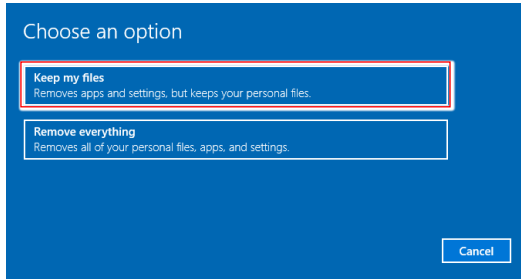 Choose an option
Keep my files
Removes apps and settings, but keeps your personal files.
Remove everything
Removes all of your personal files, apps, and settings.
Cancel